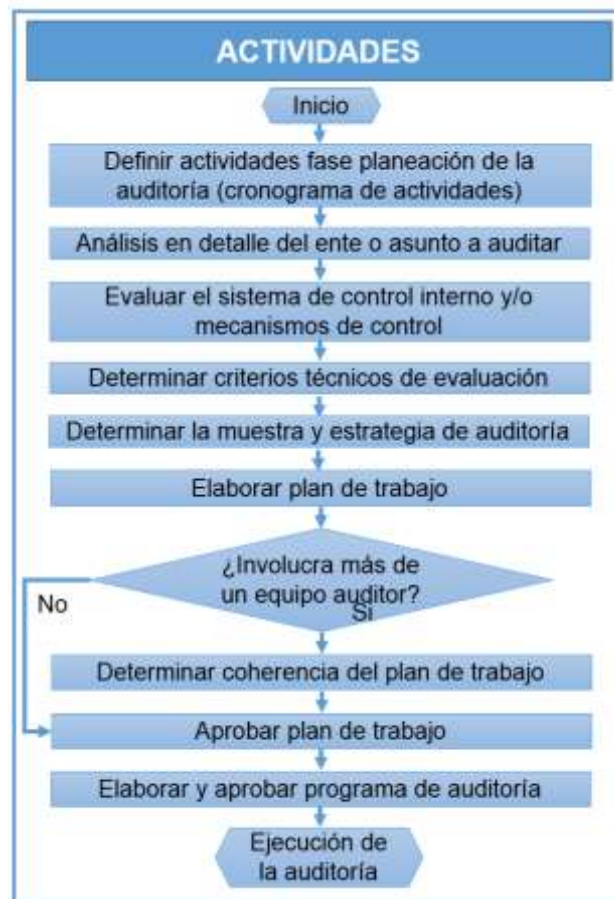 ACTIVIDADES
Inicio
Definir actividades fase planeación de la
auditoría (cronograma de actividades)
Análisis en detalle del ente o asunto a auditar
Evaluar el sistema de control interno y/o
mecanismos de control
Determinar criterios técnicos de evaluación
Determinar la muestra y estrategia de auditoría
Elaborar plan de trabajo
¿Involucra más de
un equipo auditor?
No
Si
Determinar coherencia del plan de trabajo
Aprobar plan de trabajo
Elaborar y aprobar programa de auditoría
Ejecución de
la auditoría